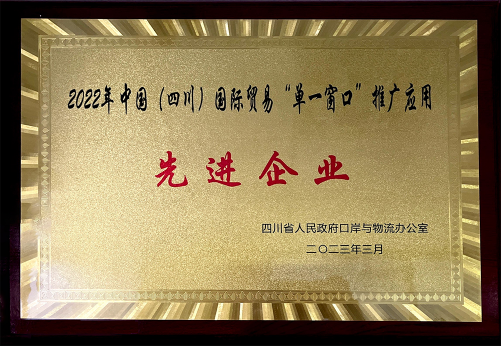 2022年中国（四川）国际贸易“单一窗口”推广应用
先进企业
四川省人民政府口岸与物流办公室
二〇二三年三月